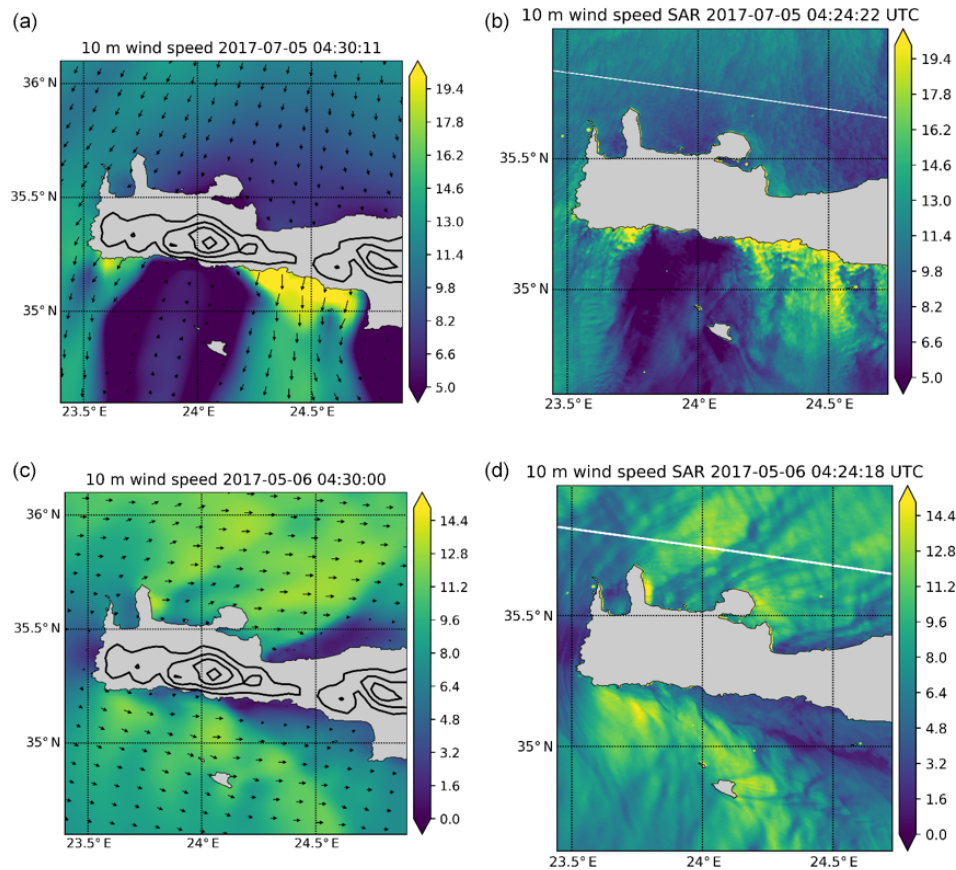 (a)
10 m wind speed 2017-07-05 04:30:11
36°N
35.5°N
35°N
23.5°E
24°E
24.5°E
19.4
17.8
16.2
14.6
13.0
11.4
9.8
8.2
6.6
5.0
(b)
10 m wind speed SAR 2017-07-05 04:24:22 UTC
35.5°N
35°N
23.5°E
24°E
24.5°E
19.4
17.8
16.2
14.6
13.0
11.4
9.8
8.2
6.6
5.0
(c)
10 m wind speed 2017-05-06 04:30:00
36°N
35.5°N
35°N
23.5°E
24°E
24.5°E
14.4
12.8
11.2
9.6
8.0
6.4
4.8
3.2
1.6
0.0
(d)
10 m wind speed SAR 2017-05-06 04:24:18 UTC
35.5°N
35°N
23.5°E
24°E
24.5°E
14.4
12.8
11.2
9.6
8.0
6.4
4.8
3.2
1.6
0.0